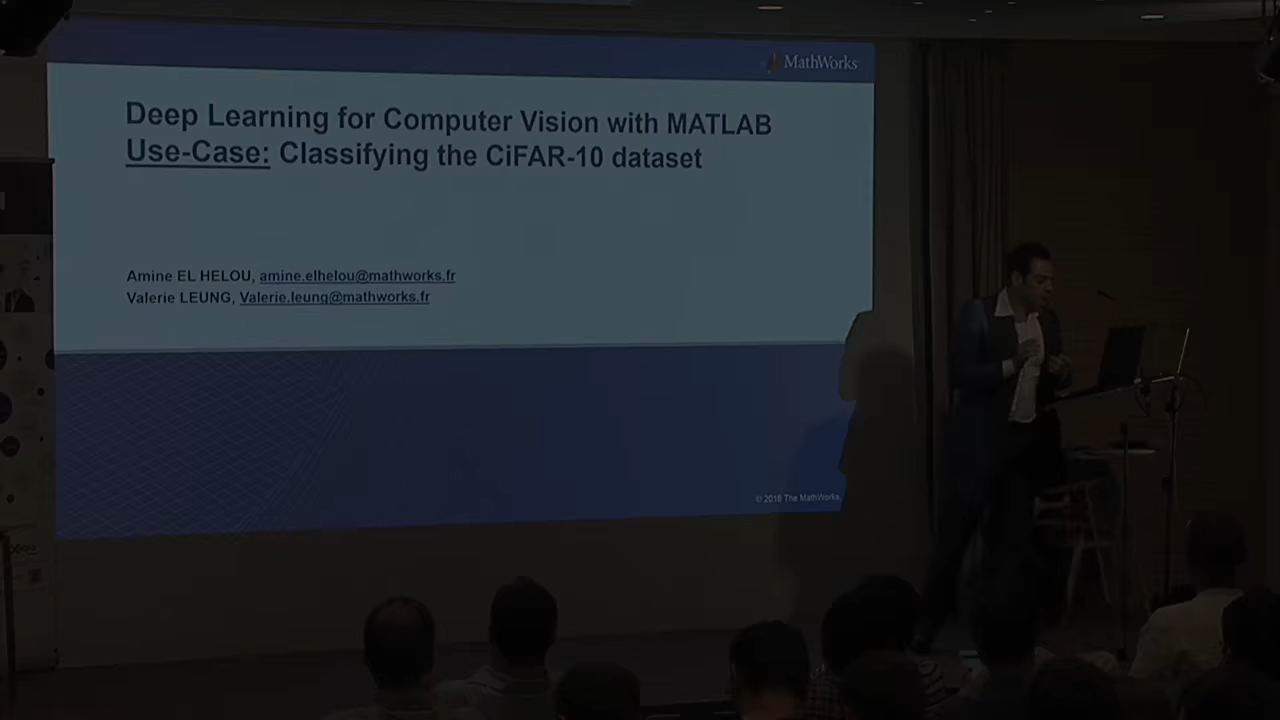 MathWorks
Deep Learning for Computer Vision with MATLAB
Use-Case: Classifying the CiFAR-10 dataset
Amine EL HELOU, amine.elhelou@mathworks.fr
Valerie LEUNG, Valerie.leung@mathworks.fr
© 2016 The MathWorks,